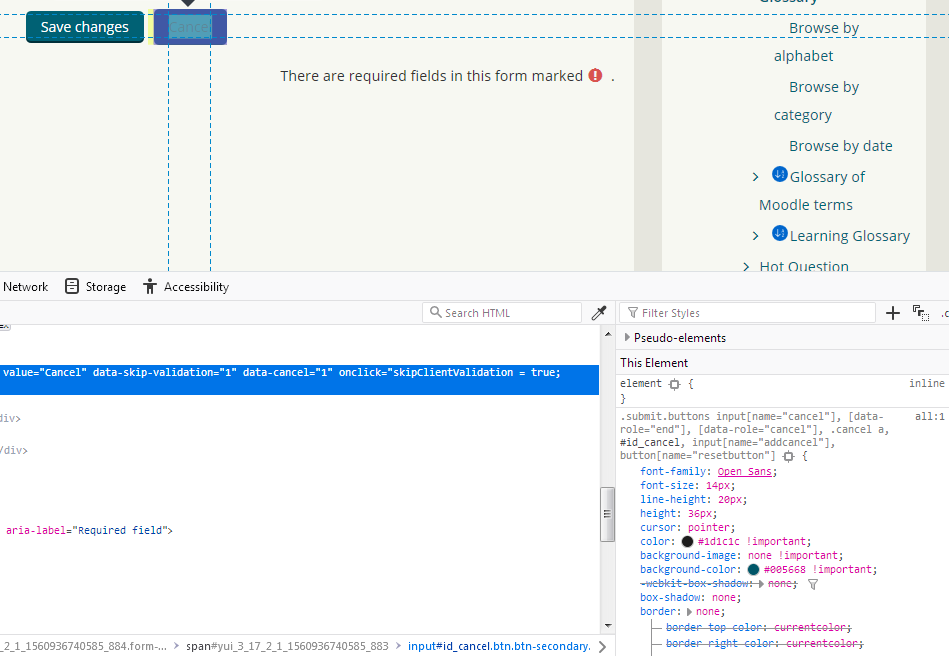 Glossary
Save changes
Cancel
Browse by
alphabet
There are required fields in this form marked .
Browse by
category
Browse by date
Glossary of
Moodle terms
Learning Glossary
Hot Question
Network
Storage
Accessibility
Search HTML
Filter Styles
Pseudo-elements
This Element
value="Cancel" data-skip-validation="1" data-cancel="1" onclick="skipClientValidation = true;
div>
/div>
aria-label="Required field">
element {
inline
}
.submit.buttons input[name="cancel"], [data-
all:1
role="end"], [data-role="cancel"], .cancel a,
#id_cancel, input[name="addcancel"],
button[name="resetbutton"] {
font-family: Open Sans;
font-size: 14px;
line-height: 20px;
height: 36px;
cursor: pointer;
color: #1d1c1c !important;
background-image: none !important;
background-color: #005668 !important;
-webkit-box-shadow: none;
box-shadow: none;
border: none;
border-top-color: currentcolor;
border-right-color: currentcolor;
_2_1_1560936740585_884.form-...
span#yui_3_17_2_1_1560936740585_883
input#id_cancel.btn.btn-secondary.